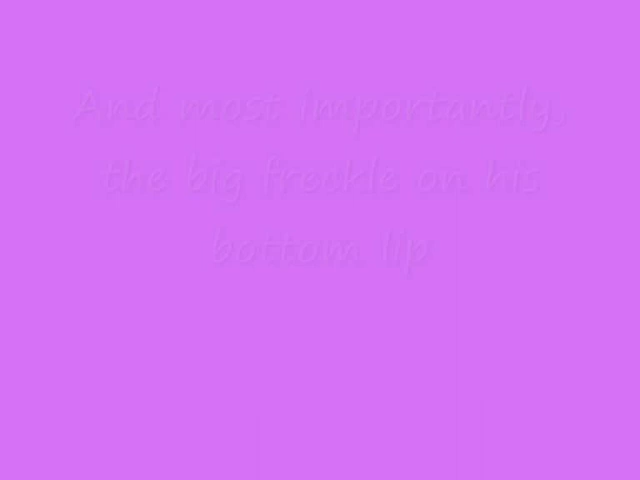 And most importantly,
the big freckle on his
bottom lip